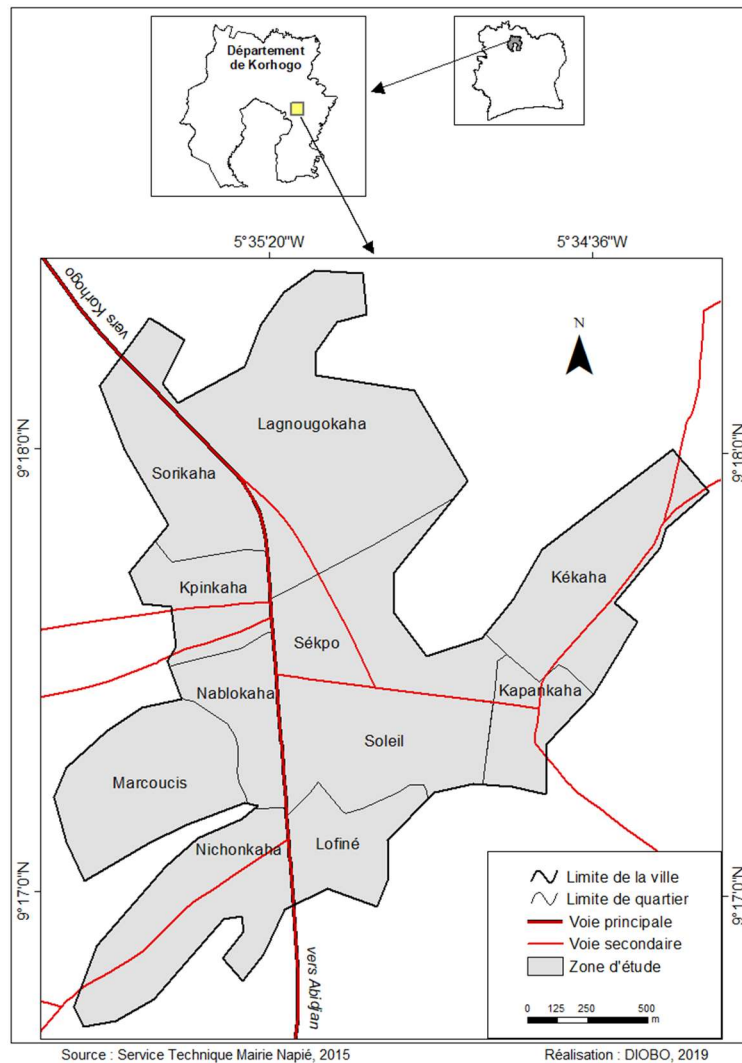 Département
de Korhogo
5°35'20"W
5°34'36"W
vers Korhogo
N
Lagnougokaha
9°18'0"N
9°18'0"N
Sorikaha
Kékaha
Kpinkaha
Sékpo
Kapankaha
Nablokaha
Soleil
Marcoucis
Nichonkaha
Lofiné
9°17'0"N
9°17'0"N
vers Abidjan
Limite de la ville
Limite de quartier
Voie principale
Voie secondaire
Zone d'étude
0 125 250 500
m
Source : Service Technique Mairie Napié, 2015
Réalisation : DIOBO, 2019